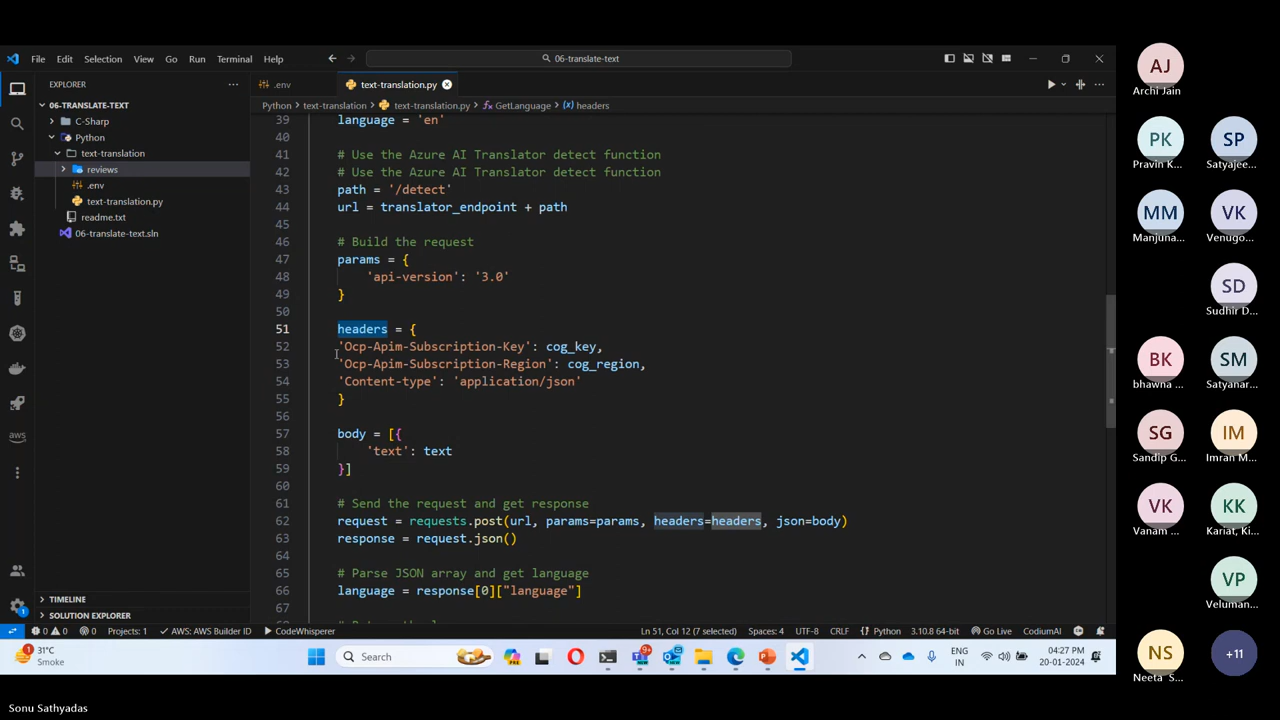 File Edit Selection View Go Run Terminal Help
06-translate-text
EXPLORER
06-TRANSLATE-TEXT
C-Sharp
Python
text-translation
reviews
.env
text-translation.py
readme.txt
06-translate-text.sln
TIMELINE
SOLUTION EXPLORER
.env
text-translation.py
Python > text-translation > text-translation.py > GetLanguage > headers
39 language = 'en'
40
41 # Use the Azure AI Translator detect function
42 # Use the Azure AI Translator detect function
43 path = '/detect'
44 url = translator_endpoint + path
45
46 # Build the request
47 params = {
48 'api-version': '3.0'
49 }
50
51 headers = {
52 'Ocp-Apim-Subscription-Key': cog_key,
53 'Ocp-Apim-Subscription-Region': cog_region,
54 'Content-type': 'application/json'
55 }
56
57 body = [{
58 'text': text
59 }]
60
61 # Send the request and get response
62 request = requests.post(url, params=params, headers=headers, json=body)
63 response = request.json()
64
65 # Parse JSON array and get language
66 language = response[0]["language"]
67
0 0 0 Projects: 1 AWS: AWS Builder ID CodeWhisperer Ln 51, Col 12 (7 selected) Spaces: 4 UTF-8 CRLF Python 3.10.8 64-bit Go Live CodiumAI
31°C
Smoke
Search
ENG
IN
04:27 PM
20-01-2024
AJ
Archi Jain
PK
Pravin K...
SP
Satyajee...
MM
Manjuna...
VK
Venugo...
SD
Sudhir D...
BK
bhawna ...
SM
Satyanar...
SG
Sandip G...
IM
Imran M...
VK
Vanam ...
KK
Kariat, Ki...
VP
Veluman...
NS
Neeta S...
+11
Sonu Sathyadas